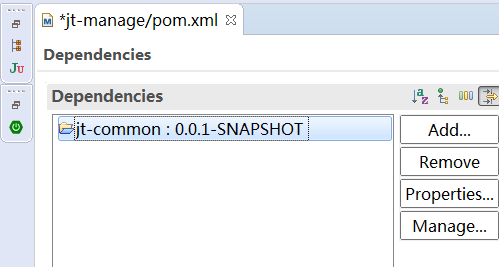 *jt-manage/pom.xml
Dependencies
Dependencies
jt-common : 0.0.1-SNAPSHOT
Add...
Remove
Properties...
Manage...